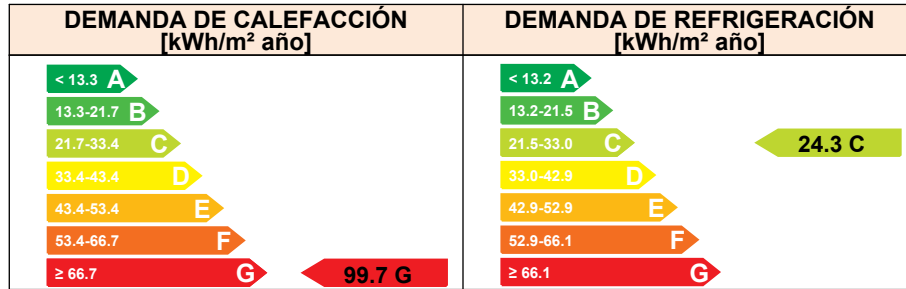 DEMANDA DE CALEFACCIÓN
[kWh/m² año]
< 13.3 A
13.3-21.7 B
21.7-33.4 C
33.4-43.4 D
43.4-53.4 E
53.4-66.7 F
≥ 66.7 G
99.7 G
DEMANDA DE REFRIGERACIÓN
[kWh/m² año]
< 13.2 A
13.2-21.5 B
21.5-33.0 C
24.3 C
33.0-42.9 D
42.9-52.9 E
52.9-66.1 F
≥ 66.1 G